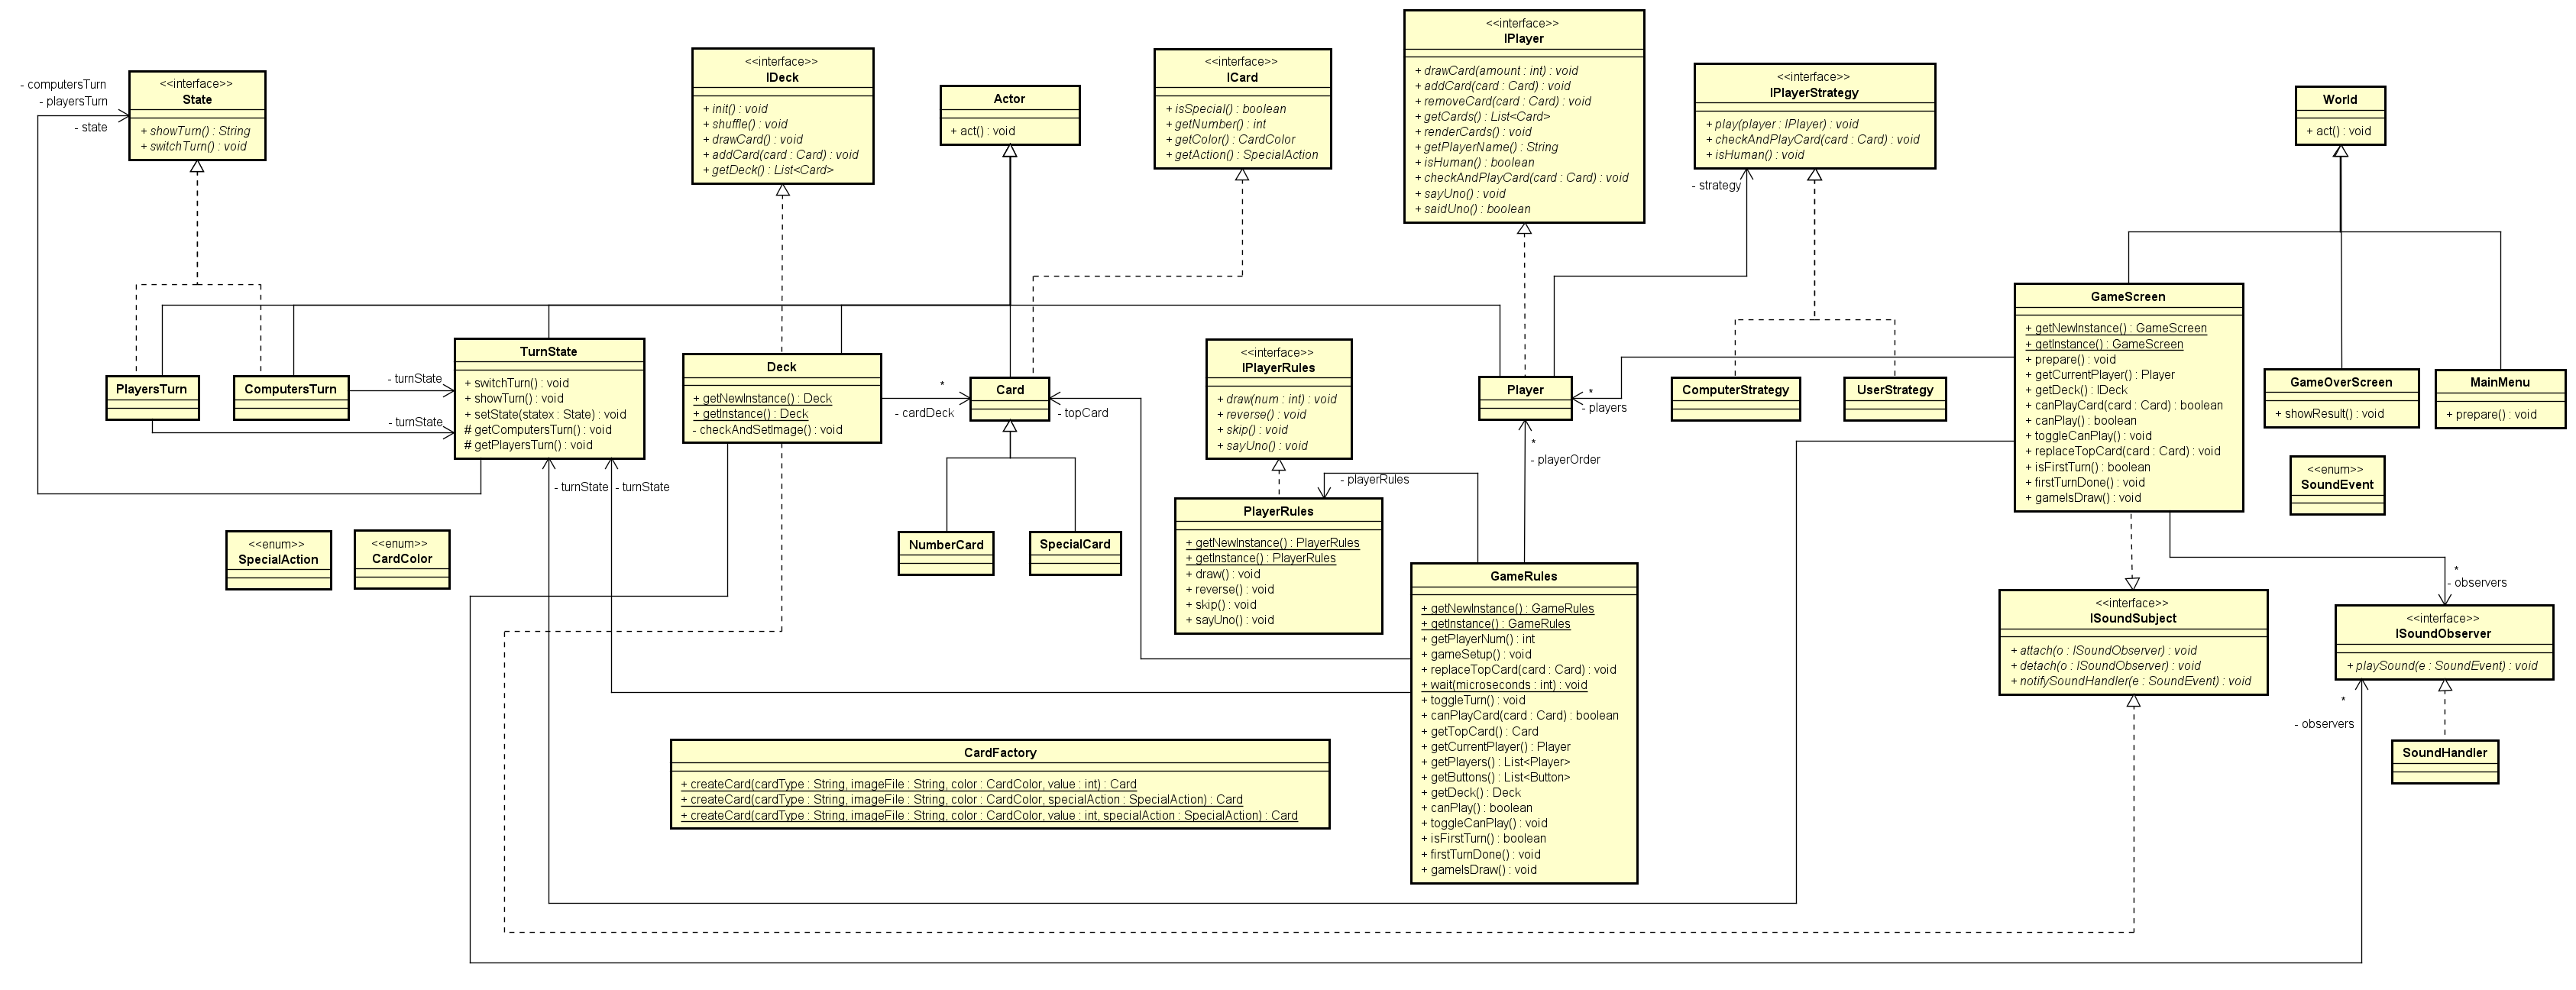 - computersTurn
- playersTurn
- state
<<interface>>
State
+ showTurn() : String
+ switchTurn() : void
<<interface>>
IDeck
+ init() : void
+ shuffle() : void
+ drawCard() : void
+ addCard(card : Card) : void
+ getDeck() : List<Card>
Actor
+ act() : void
<<interface>>
ICard
+ isSpecial() : boolean
+ getNumber() : int
+ getColor() : CardColor
+ getAction() : SpecialAction
<<interface>>
IPlayer
+ drawCard(amount : int) : void
+ addCard(card : Card) : void
+ removeCard(card : Card) : void
+ getCards() : List<Card>
+ renderCards() : void
+ getPlayerName() : String
+ isHuman() : boolean
+ checkAndPlayCard(card : Card) : void
+ sayUno() : void
+ saidUno() : boolean
<<interface>>
IPlayerStrategy
+ play(player : IPlayer) : void
+ checkAndPlayCard(card : Card) : void
+ isHuman() : void
- strategy
World
+ act() : void
PlayersTurn
ComputersTurn
- turnState
- turnState
TurnState
+ switchTurn() : void
+ showTurn() : void
+ setState(statex : State) : void
# getComputersTurn() : void
# getPlayersTurn() : void
- turnState
- turnState
Deck
+ getNewInstance() : Deck
+ getInstance() : Deck
- checkAndSetImage() : void
*
- cardDeck
Card
- topCard
<<interface>>
IPlayerRules
+ draw(num : int) : void
+ reverse() : void
+ skip() : void
+ sayUno() : void
Player
*
- players
*
- playerOrder
ComputerStrategy
UserStrategy
GameScreen
+ getNewInstance() : GameScreen
+ getInstance() : GameScreen
+ prepare() : void
+ getCurrentPlayer() : Player
+ getDeck() : IDeck
+ canPlayCard(card : Card) : boolean
+ canPlay() : boolean
+ toggleCanPlay() : void
+ replaceTopCard(card : Card) : void
+ isFirstTurn() : boolean
+ firstTurnDone() : void
+ gameIsDraw() : void
GameOverScreen
+ showResult() : void
MainMenu
+ prepare() : void
<<enum>>
SoundEvent
<<enum>>
SpecialAction
<<enum>>
CardColor
NumberCard
SpecialCard
- playerRules
PlayerRules
+ getNewInstance() : PlayerRules
+ getInstance() : PlayerRules
+ draw() : void
+ reverse() : void
+ skip() : void
+ sayUno() : void
GameRules
+ getNewInstance() : GameRules
+ getInstance() : GameRules
+ getPlayerNum() : int
+ gameSetup() : void
+ replaceTopCard(card : Card) : void
+ wait(microseconds : int) : void
+ toggleTurn() : void
+ canPlayCard(card : Card) : boolean
+ getTopCard() : Card
+ getCurrentPlayer() : Player
+ getPlayers() : List<Player>
+ getButtons() : List<Button>
+ getDeck() : Deck
+ canPlay() : boolean
+ toggleCanPlay() : void
+ isFirstTurn() : boolean
+ firstTurnDone() : void
+ gameIsDraw() : void
<<interface>>
ISoundSubject
+ attach(o : ISoundObserver) : void
+ detach(o : ISoundObserver) : void
+ notifySoundHandler(e : SoundEvent) : void
*
- observers
<<interface>>
ISoundObserver
+ playSound(e : SoundEvent) : void
*
- observers
SoundHandler
CardFactory
+ createCard(cardType : String, imageFile : String, color : CardColor, value : int) : Card
+ createCard(cardType : String, imageFile : String, color : CardColor, specialAction : SpecialAction) : Card
+ createCard(cardType : String, imageFile : String, color : CardColor, value : int, specialAction : SpecialAction) : Card